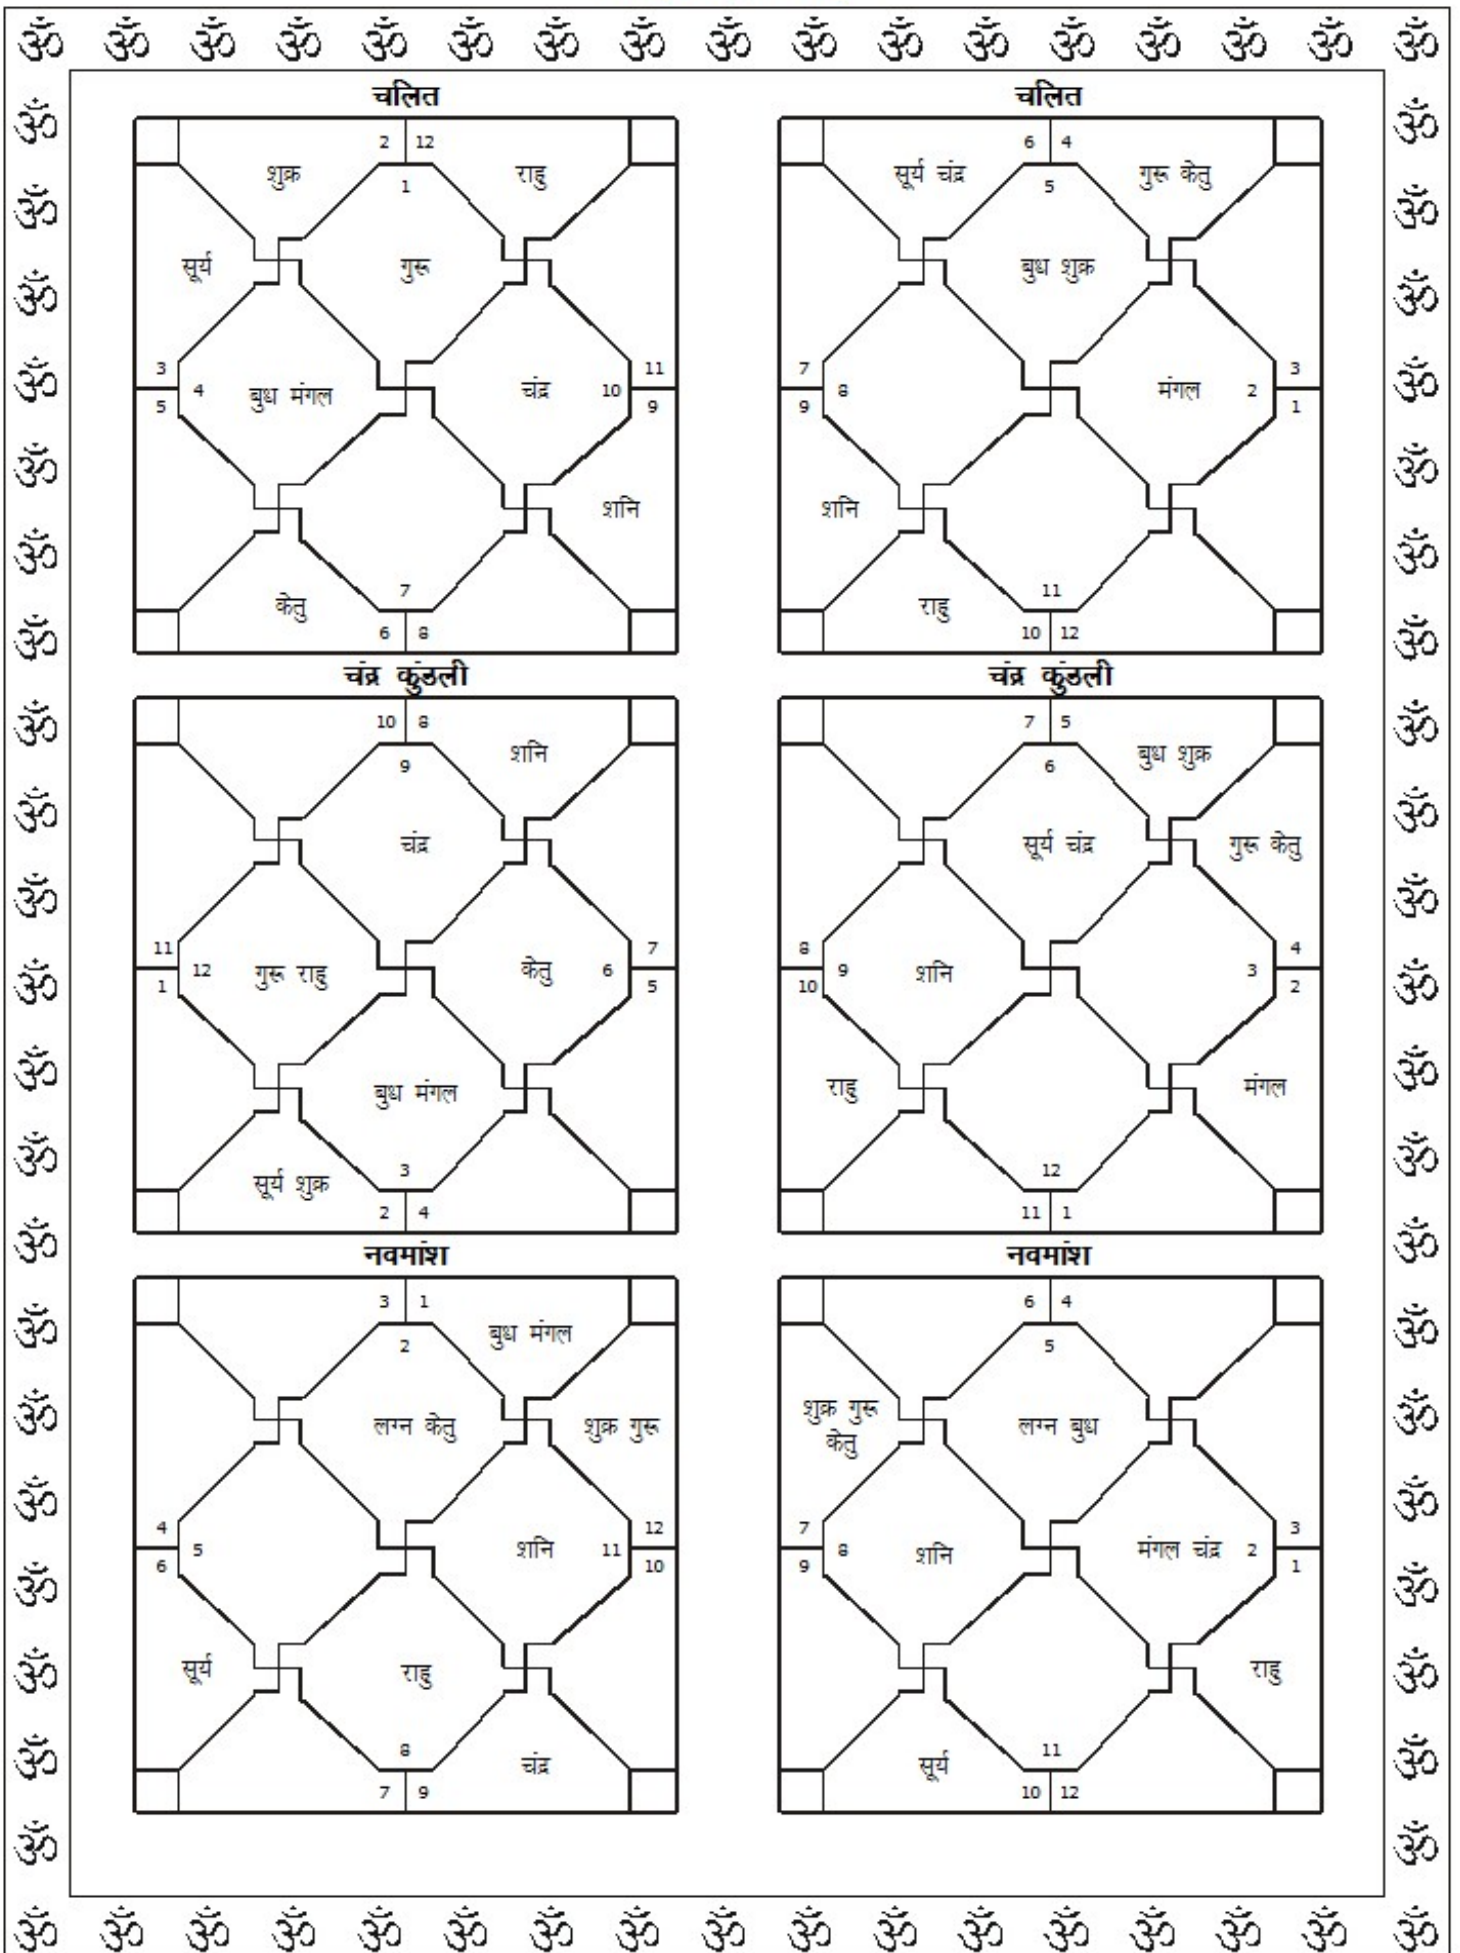 ॐ ॐ ॐ ॐ ॐ ॐ ॐ ॐ ॐ ॐ ॐ ॐ ॐ ॐ ॐ ॐ ॐ
चलित
2 12
शुक्र राहु
1
सूर्य गुरू
3 11
4 बुध मंगल चंद्र 10
5 9
शनि
7
केतु
6 8
चलित
6 4
सूर्य चंद्र गुरू केतु
5
बुध शुक्र
7 3
8 मंगल 2
9 1
शनि
11
राहु
10 12
चंद्र कुंडली
10 8
शनि
9
चंद्र
11 7
12 गुरू राहु केतु 6
1 5
बुध मंगल
3
सूर्य शुक्र
2 4
चंद्र कुंडली
7 5
बुध शुक्र
6
सूर्य चंद्र गुरू केतु
8 4
9 शनि 3
10 2
राहु मंगल
12
11 1
नवमांश
3 1
बुध मंगल
2
लग्न केतु शुक्र गुरू
4 12
5 शनि 11
6 10
सूर्य राहु
8
चंद्र
7 9
नवमांश
6 4
5
शुक्र गुरू लग्न बुध
केतु
7 3
8 शनि मंगल चंद्र 2
9 1
राहु
11
सूर्य
10 12
ॐ ॐ ॐ ॐ ॐ ॐ ॐ ॐ ॐ ॐ ॐ ॐ ॐ ॐ ॐ ॐ ॐ